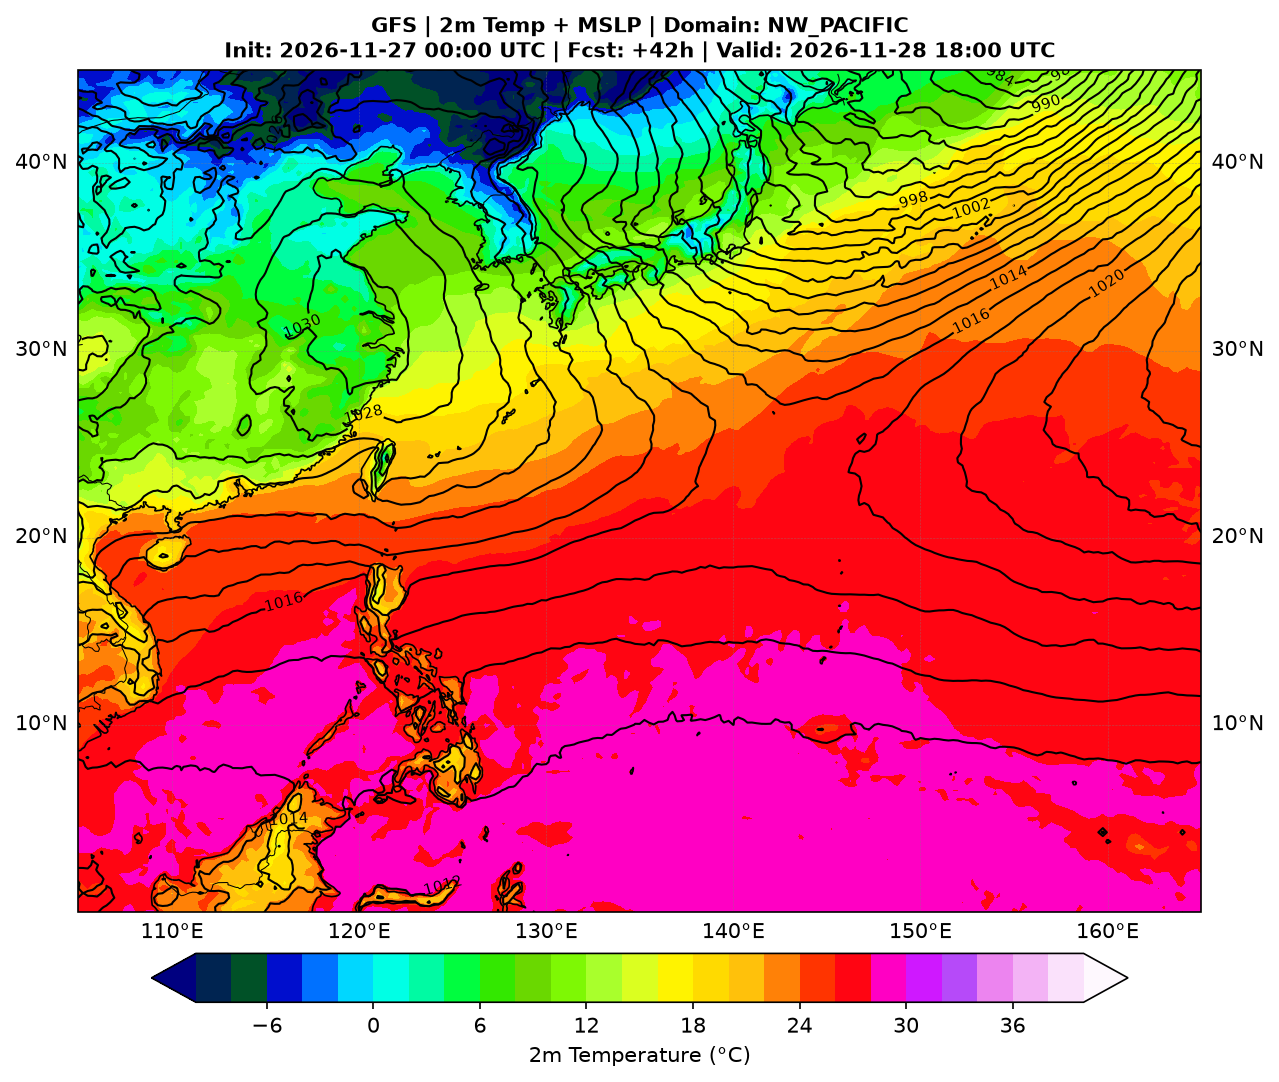 GFS | 2m Temp + MSLP | Domain: NW_PACIFIC
Init: 2026-11-27 00:00 UTC | Fcst: +42h | Valid: 2026-11-28 18:00 UTC
984
990
40°N
40°N
998
1002
1014
1020
1016
1030
30°N
30°N
1028
20°N
20°N
1016
10°N
10°N
1014
1012
110°E
120°E
130°E
140°E
150°E
160°E
−6
0
6
12
18
24
30
36
2m Temperature (°C)